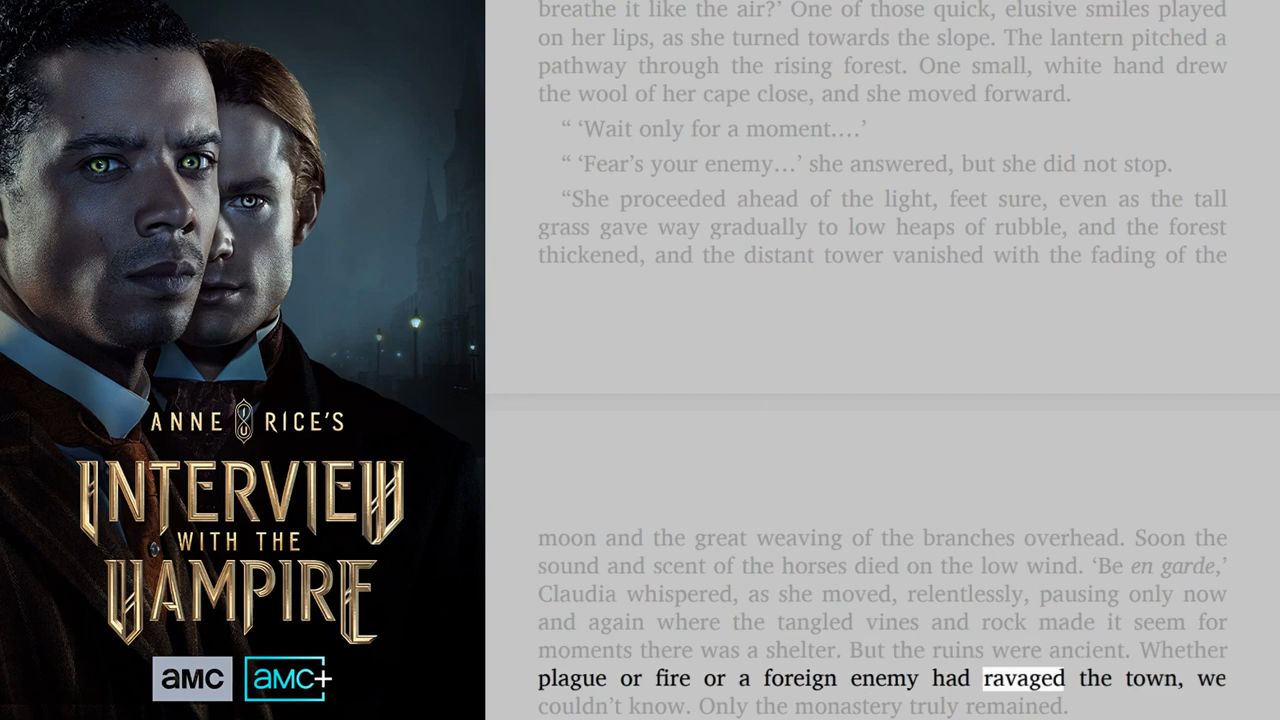 ANNE RICE'S
INTERVIEW
WITH THE
VAMPIRE
aMC
aMC+
breathe it like the air?’ One of those quick, elusive smiles played
on her lips, as she turned towards the slope. The lantern pitched a
pathway through the rising forest. One small, white hand drew
the wool of her cape close, and she moved forward.
“ ‘Wait only for a moment.…’
“ ‘Fear’s your enemy…’ she answered, but she did not stop.
“She proceeded ahead of the light, feet sure, even as the tall
grass gave way gradually to low heaps of rubble, and the forest
thickened, and the distant tower vanished with the fading of the
moon and the great weaving of the branches overhead. Soon the
sound and scent of the horses died on the low wind. ‘Be en garde,’
Claudia whispered, as she moved, relentlessly, pausing only now
and again where the tangled vines and rock made it seem for
moments there was a shelter. But the ruins were ancient. Whether
plague or fire or a foreign enemy had ravaged the town, we
couldn’t know. Only the monastery truly remained.